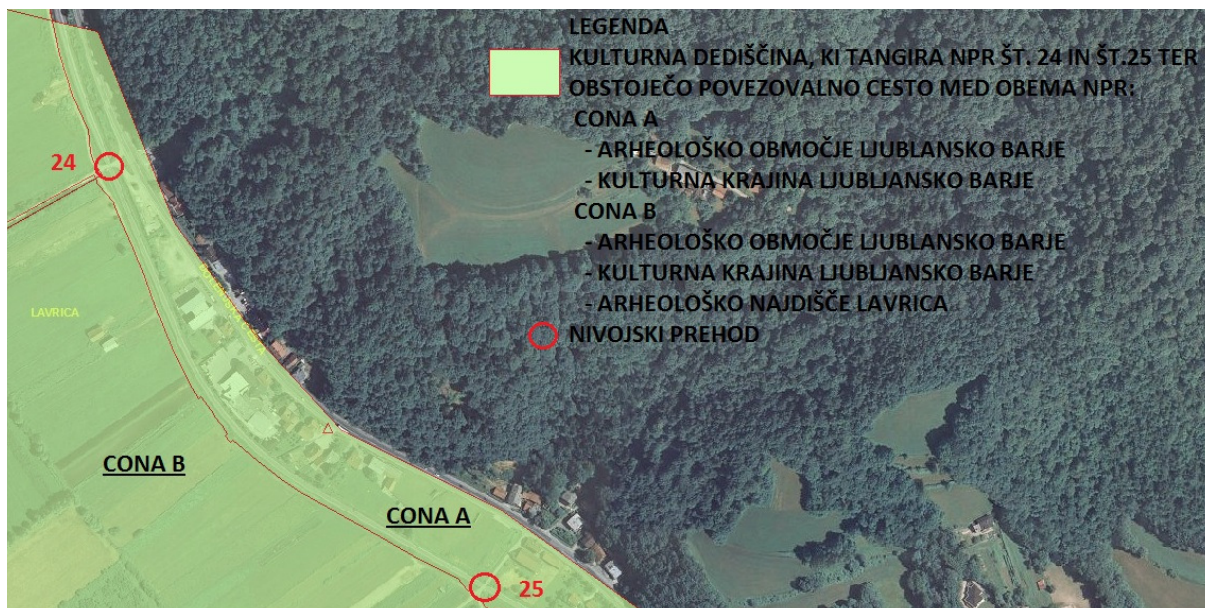 LEGENDA
KULTURNA DEDIŠČINA, KI TANGIRA NPR ŠT. 24 IN ŠT.25 TER
OBSTOJEČO POVEZOVALNO CESTO MED OBEMA NPR:
CONA A
- ARHEOLOŠKO OBMOČJE LJUBLANSKO BARJE
- KULTURNA KRAJINA LJUBLJANSKO BARJE
CONA B
- ARHEOLOŠKO OBMOČJE LJUBLANSKO BARJE
- KULTURNA KRAJINA LJUBLJANSKO BARJE
- ARHEOLOŠKO NAJDIŠČE LAVRICA
NIVOJSKI PREHOD
24
LAVRICA
CONA B
CONA A
25